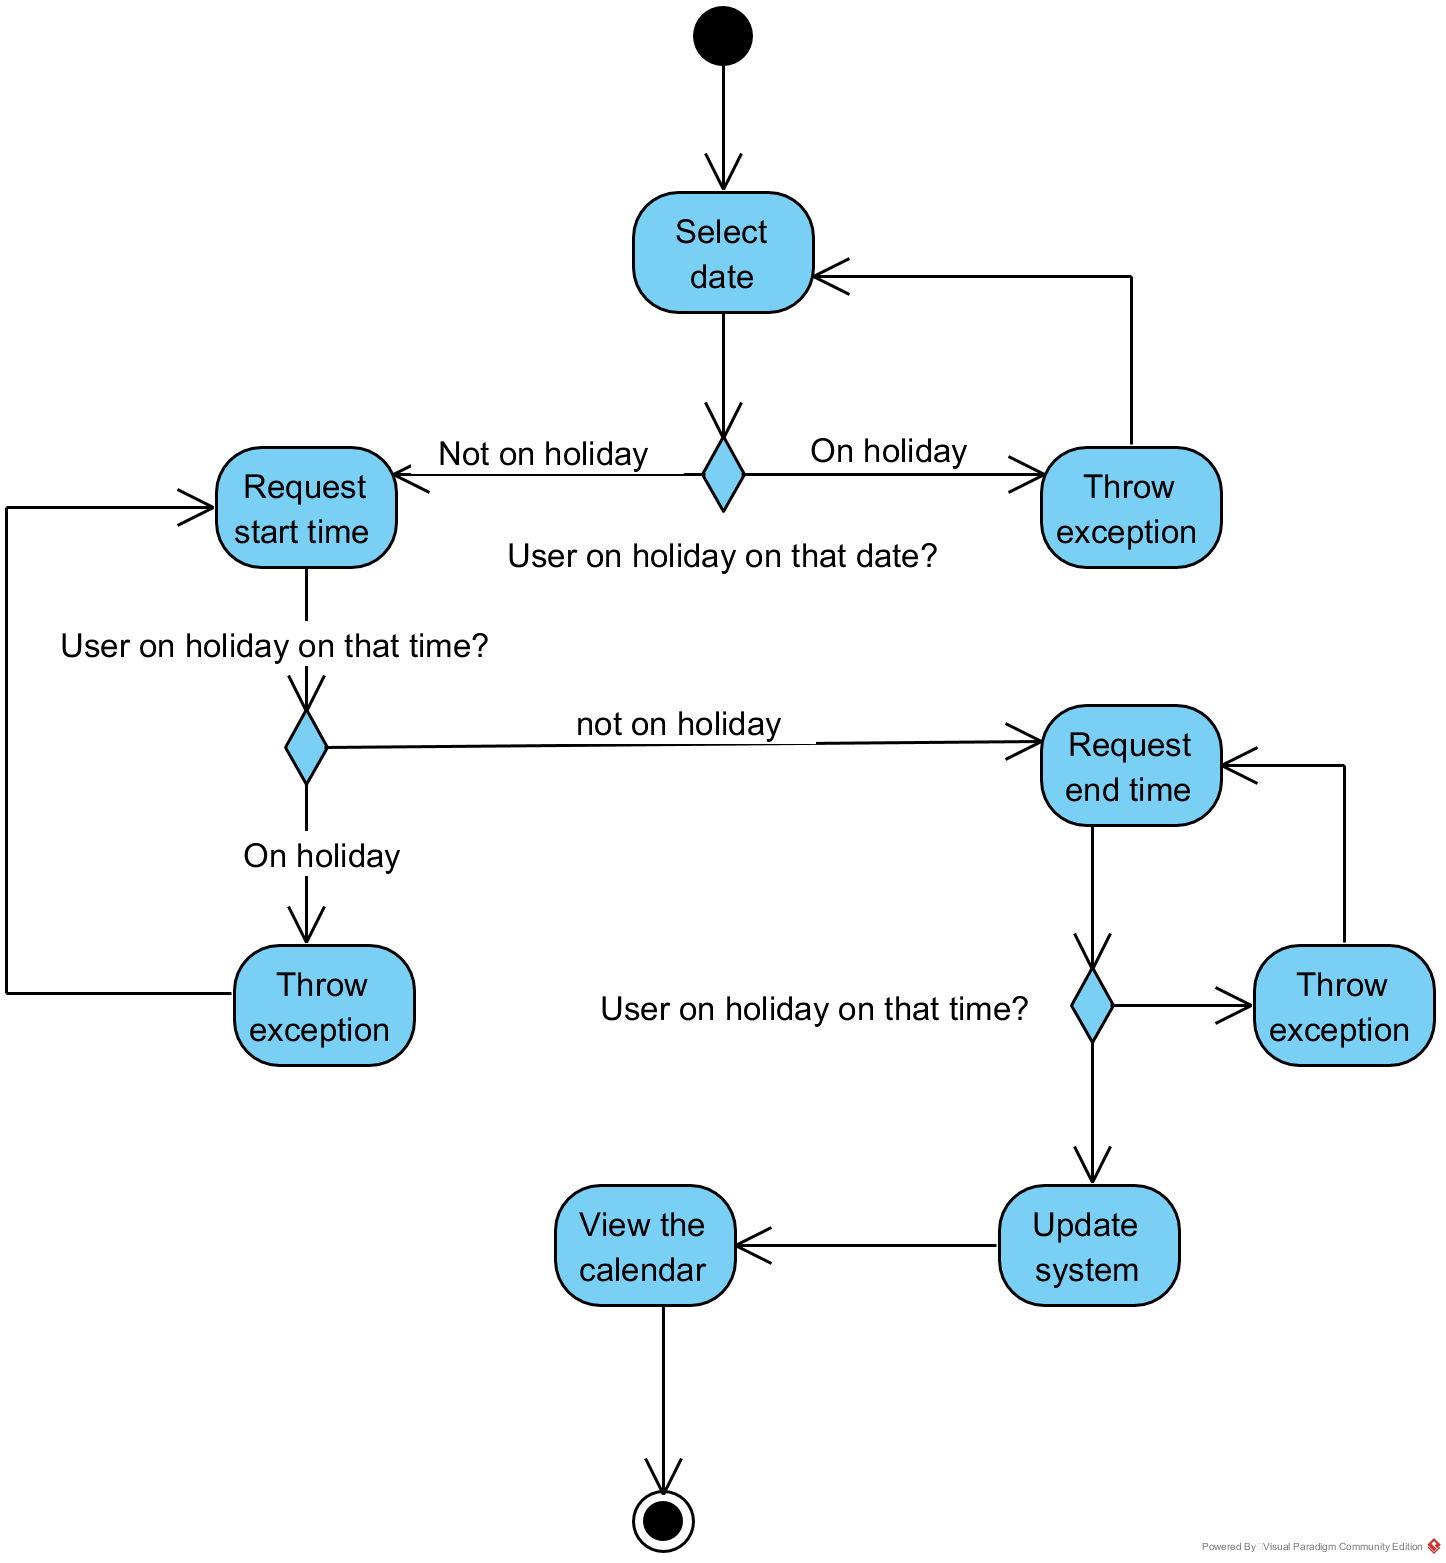 Select
date
Not on holiday
On holiday
Request
start time
Throw
exception
User on holiday on that date?
User on holiday on that time?
not on holiday
Request
end time
On holiday
Throw
exception
User on holiday on that time?
Throw
exception
View the
calendar
Update
system
Powered By Visual Paradigm Community Edition